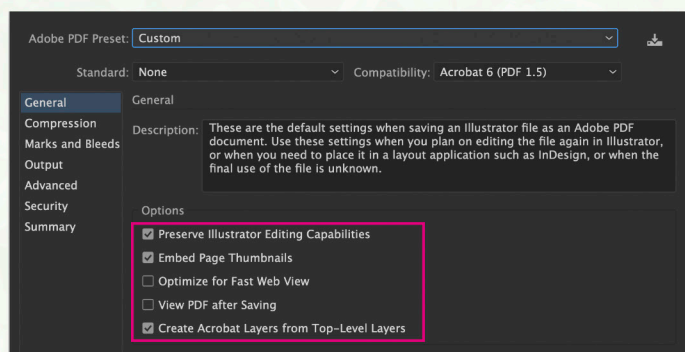 Adobe PDF Preset: Custom
Standard: None Compatibility: Acrobat 6 (PDF 1.5)
General
Compression
Marks and Bleeds
Output
Advanced
Security
Summary
General
Description: These are the default settings when saving an Illustrator file as an Adobe PDF
document. Use these settings when you plan on editing the file again in Illustrator,
or when you need to place it in a layout application such as InDesign, or when the
final use of the file is unknown.
Options
Preserve Illustrator Editing Capabilities
Embed Page Thumbnails
Optimize for Fast Web View
View PDF after Saving
Create Acrobat Layers from Top-Level Layers